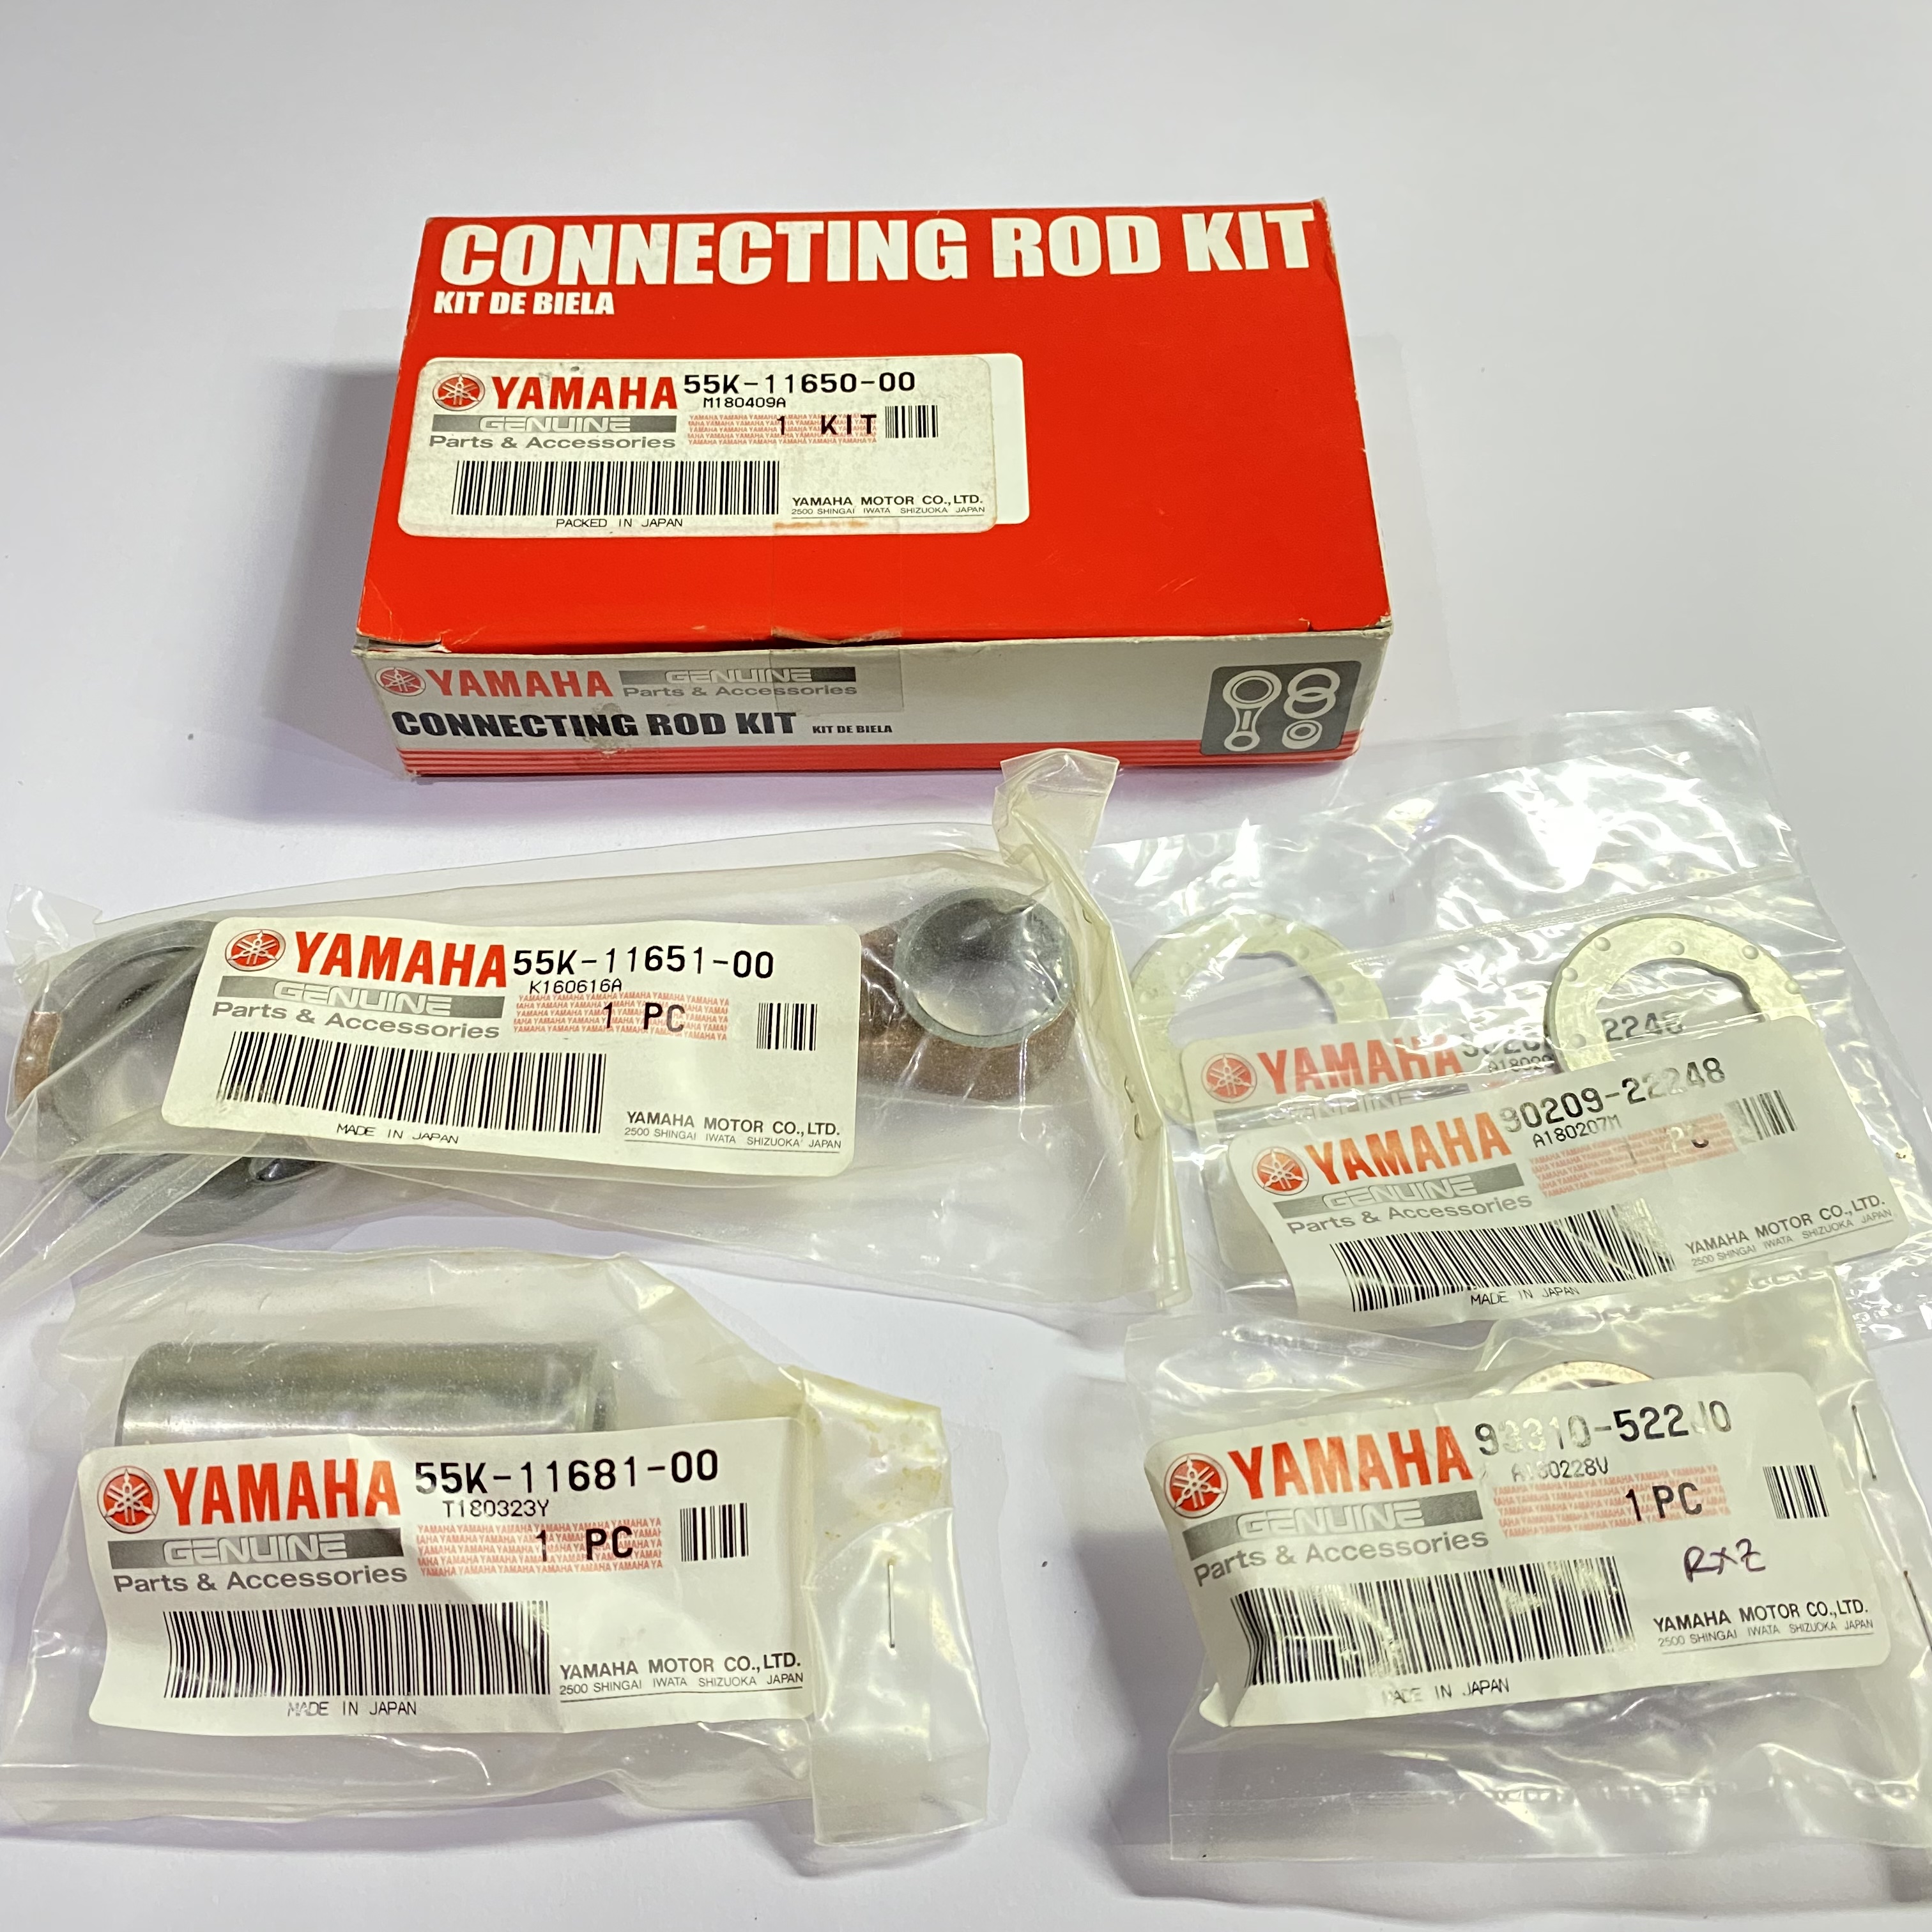 CONNECTING ROD KIT
KIT DE BIELA
YAMAHA 55K-11650-00
M180409A
GENUINE
1 KIT
Parts & Accessories
YAMAHA MOTOR CO.,LTD.
2500 SHINGAI IWATA SHIZUOKA JAPAN
PACKED IN JAPAN
YAMAHA GENUINE
Parts & Accessories
CONNECTING ROD KIT KIT DE BIELA
YAMAHA 55K-11651-00
K160616A
GENUINE
1 PC
Parts & Accessories
YAMAHA MOTOR CO.,LTD.
2500 SHINGAI IWATA SHIZUOKA JAPAN
MADE IN JAPAN
YAMAHA
YAMAHA 90209-22248
A180207M
GENUINE
Parts & Accessories
YAMAHA MOTOR CO.,LTD.
2500 SHINGAI IWATA SHIZUOKA JAPAN
MADE IN JAPAN
YAMAHA 55K-11681-00
T180323Y
GENUINE
1 PC
Parts & Accessories
YAMAHA MOTOR CO.,LTD.
2500 SHINGAI IWATA SHIZUOKA JAPAN
MADE IN JAPAN
YAMAHA 93310-522J0
GENUINE
1 PC
Parts & Accessories
RXZ
YAMAHA MOTOR CO.,LTD.
2500 SHINGAI IWATA SHIZUOKA JAPAN
MADE IN JAPAN